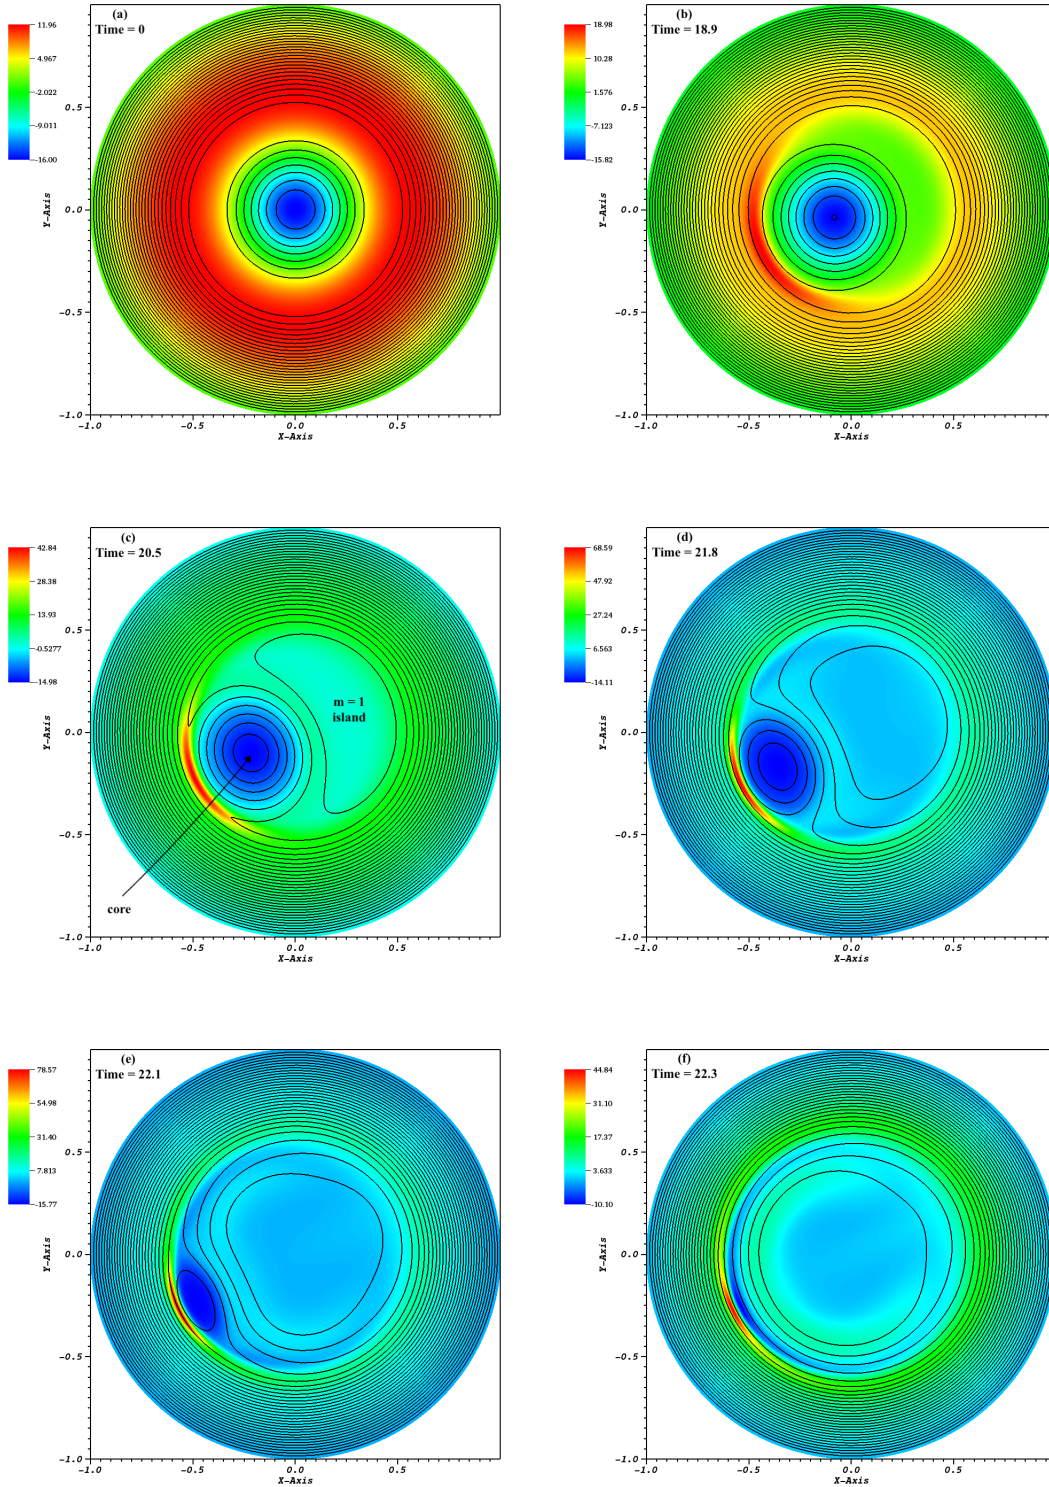 (a)
Time = 0
11.96
4.967
-2.022
-9.011
-16.00
0.5
0.0
-0.5
-1.0
Y-Axis
-1.0 -0.5 0.0 0.5
X-Axis
(b)
Time = 18.9
18.98
10.28
1.576
-7.123
-15.82
0.5
0.0
-0.5
-1.0
Y-Axis
-1.0 -0.5 0.0 0.5
X-Axis
(c)
Time = 20.5
42.84
28.38
13.93
-0.5277
-14.98
0.5
0.0
-0.5
-1.0
Y-Axis
m = 1
island
core
-1.0 -0.5 0.0 0.5
X-Axis
(d)
Time = 21.8
68.59
47.92
27.24
6.563
-14.11
0.5
0.0
-0.5
-1.0
Y-Axis
-1.0 -0.5 0.0 0.5
X-Axis
(e)
Time = 22.1
78.57
54.98
31.40
7.813
-15.77
0.5
0.0
-0.5
-1.0
Y-Axis
-1.0 -0.5 0.0 0.5
X-Axis
(f)
Time = 22.3
44.84
31.10
17.37
3.633
-10.10
0.5
0.0
-0.5
-1.0
Y-Axis
-1.0 -0.5 0.0 0.5
X-Axis